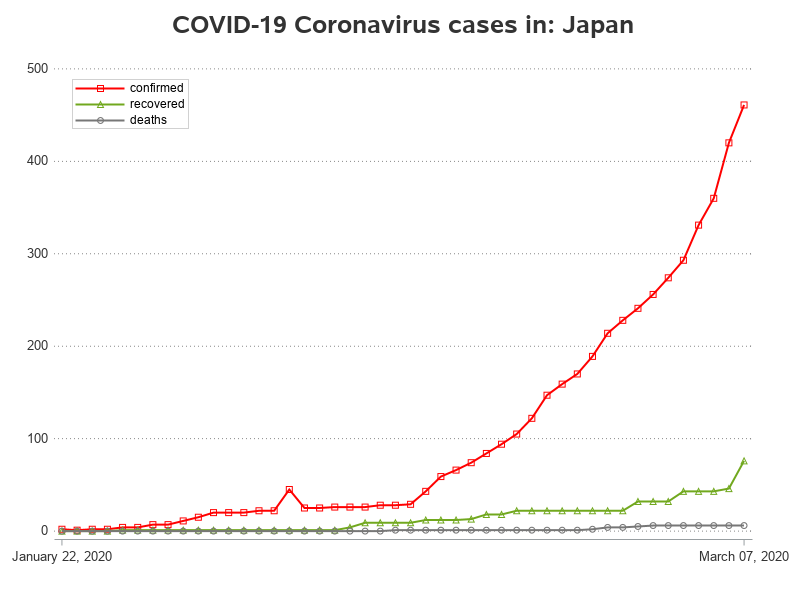 COVID-19 Coronavirus cases in: Japan
500
confirmed
recovered
deaths
400
300
200
100
0
January 22, 2020 March 07, 2020